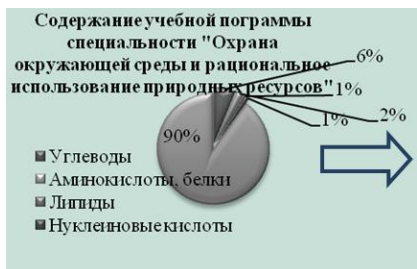 Содержание учебной пограммы
специальности "Охрана
окружающей среды и рациональное
использование природных ресурсов"
6%
1%
2%
1%
90%
Углеводы
Аминокислоты, белки
Липиды
Нуклеиновые кислоты